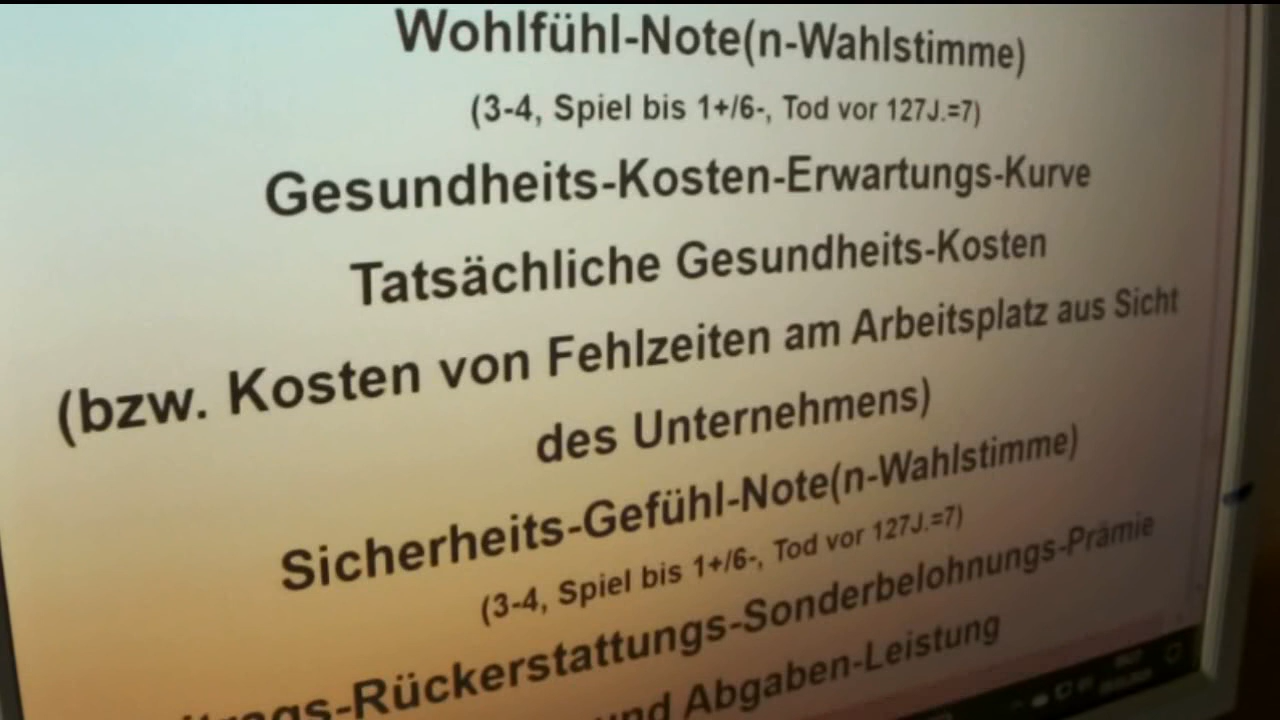 Wohlfühl-Note(n-Wahlstimme)
(3-4, Spiel bis 1+/6-, Tod vor 127J.=7)
Gesundheits-Kosten-Erwartungs-Kurve
Tatsächliche Gesundheits-Kosten
(bzw. Kosten von Fehlzeiten am Arbeitsplatz aus Sicht
des Unternehmens)
Sicherheits-Gefühl-Note(n-Wahlstimme)
(3-4, Spiel bis 1+/6-, Tod vor 127J.=7)
-Rückerstattungs-Sonderbelohnungs-Prämie
Abgaben-Leistung